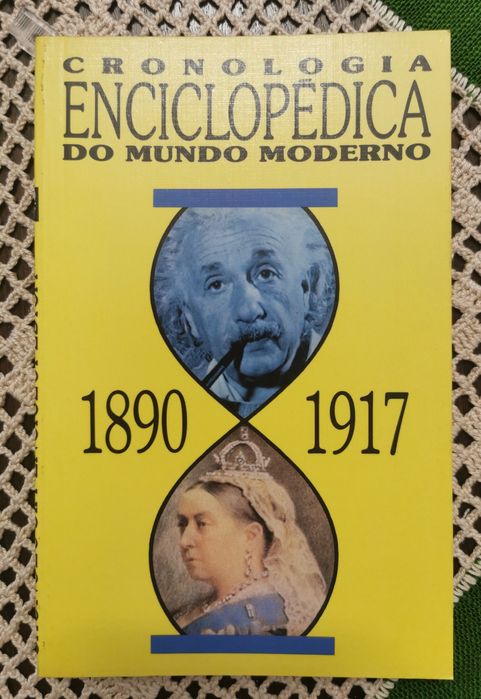 CRONOLOGIA
ENCICLOPÉDICA
DO MUNDO MODERNO
1890 1917